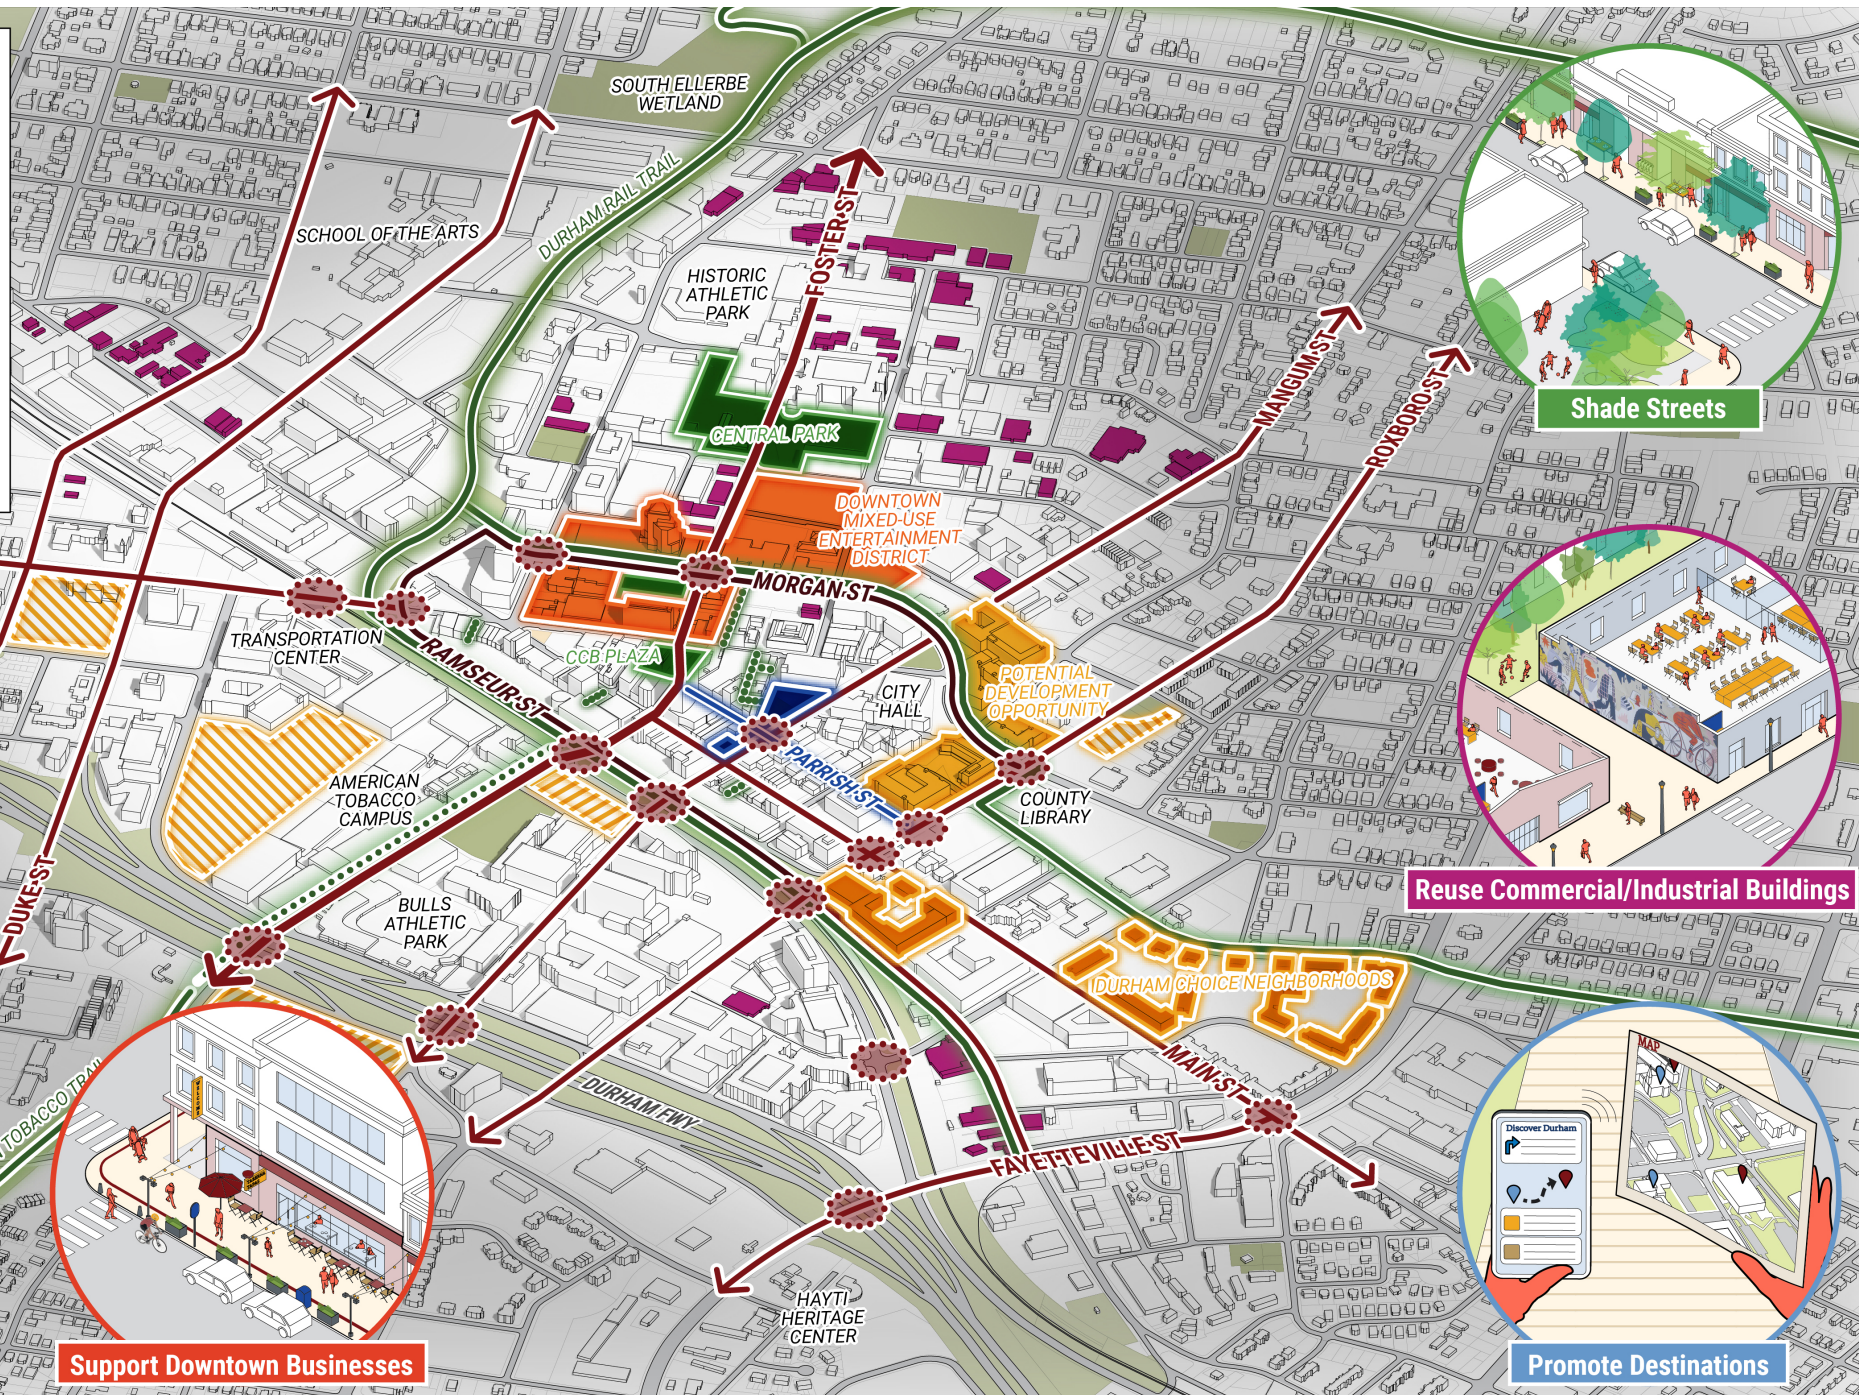 SOUTH ELLERBE
WETLAND
DURHAM RAIL TRAIL
SCHOOL OF THE ARTS
FOSTER ST
HISTORIC
ATHLETIC
PARK
MANGUM ST
ROXBORO ST
Shade Streets
CENTRAL PARK
DOWNTOWN
MIXED-USE
ENTERTAINMENT
DISTRICT
MORGAN ST
TRANSPORTATION
CENTER
RAMSEUR ST
CCB PLAZA
CITY
HALL
POTENTIAL
DEVELOPMENT
OPPORTUNITY
PARRISH ST
AMERICAN
TOBACCO
CAMPUS
COUNTY
LIBRARY
DUKE ST
BULLS
ATHLETIC
PARK
Reuse Commercial/Industrial Buildings
DURHAM CHOICE NEIGHBORHOODS
MAIN ST
DURHAM FWY
FAYETTEVILLE ST
TOBACCO TRAIL
WELCOME
HAYTI
HERITAGE
CENTER
Support Downtown Businesses
MAP
Discover Durham
Promote Destinations